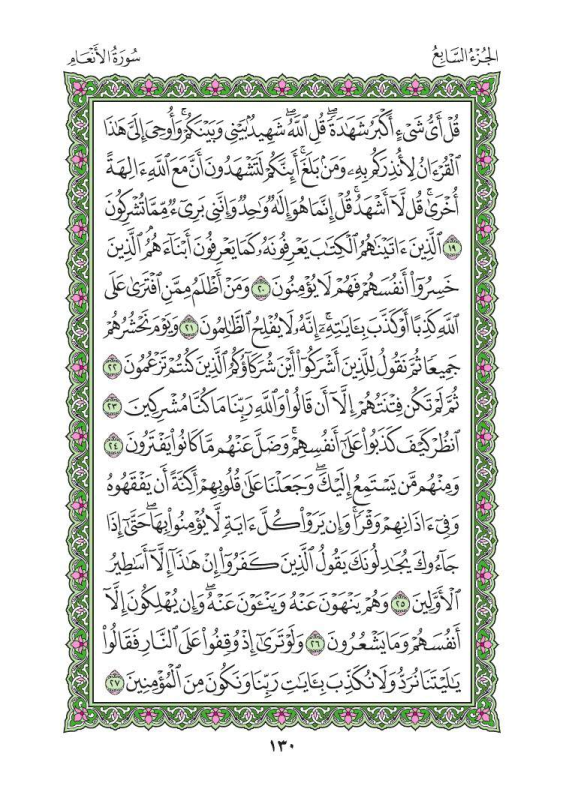 الجُزْءُ السَّابِعُ
سُورَةُ الأَنْعَامِ
قُلْ أَيُّ شَيْءٍ أَكْبَرُ شَهَٰدَةٗۖ قُلِ ٱللَّهُۖ شَهِيدُۢ بَيْنِي وَبَيْنَكُمۡۚ وَأُوحِيَ إِلَيَّ هَٰذَا
ٱلۡقُرۡءَانُ لِأُنذِرَكُم بِهِۦ وَمَنۢ بَلَغَۚ أَئِنَّكُمۡ لَتَشۡهَدُونَ أَنَّ مَعَ ٱللَّهِ ءَالِهَةً
أُخۡرَىٰۚ قُل لَّآ أَشۡهَدُۚ قُلۡ إِنَّمَا هُوَ إِلَٰهٞ وَٰحِدٞ وَإِنَّنِي بَرِيٓءٞ مِّمَّا تُشۡرِكُونَ
١٩ ٱلَّذِينَ ءَاتَيۡنَٰهُمُ ٱلۡكِتَٰبَ يَعۡرِفُونَهُۥ كَمَا يَعۡرِفُونَ أَبۡنَآءَهُمُۘ ٱلَّذِينَ
خَسِرُوٓاْ أَنفُسَهُمۡ فَهُمۡ لَا يُؤۡمِنُونَ ٢٠ وَمَنۡ أَظۡلَمُ مِمَّنِ ٱفۡتَرَىٰ عَلَى
ٱللَّهِ كَذِبًا أَوۡ كَذَّبَ بِـَٔايَٰتِهِۦٓۚ إِنَّهُۥ لَا يُفۡلِحُ ٱلظَّٰلِمُونَ ٢١ وَيَوۡمَ نَحۡشُرُهُمۡ
جَمِيعٗا ثُمَّ نَقُولُ لِلَّذِينَ أَشۡرَكُوٓاْ أَيۡنَ شُرَكَآؤُكُمُ ٱلَّذِينَ كُنتُمۡ تَزۡعُمُونَ ٢٢
ثُمَّ لَمۡ تَكُن فِتۡنَتُهُمۡ إِلَّآ أَن قَالُواْ وَٱللَّهِ رَبِّنَا مَا كُنَّا مُشۡرِكِينَ ٢٣
ٱنظُرۡ كَيۡفَ كَذَبُواْ عَلَىٰٓ أَنفُسِهِمۡۚ وَضَلَّ عَنۡهُم مَّا كَانُواْ يَفۡتَرُونَ ٢٤
وَمِنۡهُم مَّن يَسۡتَمِعُ إِلَيۡكَۖ وَجَعَلۡنَا عَلَىٰ قُلُوبِهِمۡ أَكِنَّةً أَن يَفۡقَهُوهُ
وَفِيٓ ءَاذَانِهِمۡ وَقۡرٗاۚ وَإِن يَرَوۡاْ كُلَّ ءَايَةٖ لَّا يُؤۡمِنُواْ بِهَاۖ حَتَّىٰٓ إِذَا
جَآءُوكَ يُجَٰدِلُونَكَ يَقُولُ ٱلَّذِينَ كَفَرُوٓاْ إِنۡ هَٰذَآ إِلَّآ أَسَٰطِيرُ
ٱلۡأَوَّلِينَ ٢٥ وَهُمۡ يَنۡهَوۡنَ عَنۡهُ وَيَنۡـَٔوۡنَ عَنۡهُۖ وَإِن يُهۡلِكُونَ إِلَّآ
أَنفُسَهُمۡ وَمَا يَشۡعُرُونَ ٢٦ وَلَوۡ تَرَىٰٓ إِذۡ وُقِفُواْ عَلَى ٱلنَّارِ فَقَالُواْ
يَٰلَيۡتَنَا نُرَدُّ وَلَا نُكَذِّبَ بِـَٔايَٰتِ رَبِّنَا وَنَكُونَ مِنَ ٱلۡمُؤۡمِنِينَ ٢٧
١٣٠